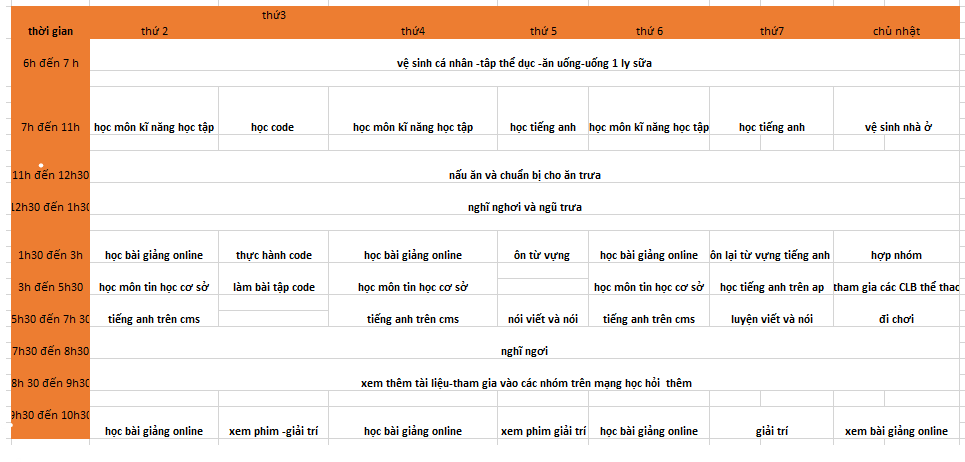 thứ3
thời gian thứ 2 thứ4 thứ 5 thứ 6 thứ7 chủ nhật
6h đến 7 h vệ sinh cá nhân -tâp thể dục -ăn uống-uống 1 ly sữa
7h đến 11h học môn kĩ năng học tập học code học môn kĩ năng học tập học tiếng anh học môn kĩ năng học tập học tiếng anh vệ sinh nhà ở
11h đến 12h30 nấu ăn và chuẩn bị cho ăn trưa
12h30 đến 1h30 nghĩ nghơi và ngũ trưa
1h30 đến 3h học bài giảng online thực hành code học bài giảng online ôn từ vựng học bài giảng online ôn lại từ vựng tiếng anh hợp nhóm
3h đến 5h30 học môn tin học cơ sở làm bài tập code học môn tin học cơ sở học môn tin học cơ sở học tiếng anh trên ap tham gia các CLB thể thao
5h30 đến 7h 30 tiếng anh trên cms tiếng anh trên cms nói viết và nói tiếng anh trên cms luyện viết và nói đi chơi
7h30 đến 8h30 nghĩ ngơi
8h 30 đến 9h30 xem thêm tài liệu-tham gia vào các nhóm trên mạng học hỏi thêm
9h30 đến 10h30
học bài giảng online xem phim -giải trí học bài giảng online xem phim giải trí học bài giảng online giải trí xem bài giảng online